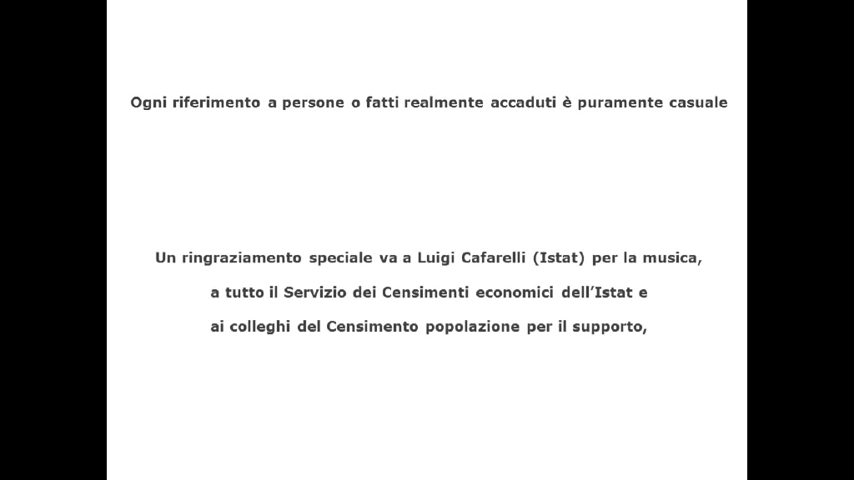 Ogni riferimento a persone o fatti realmente accaduti è puramente casuale
Un ringraziamento speciale va a Luigi Cafarelli (Istat) per la musica,
a tutto il Servizio dei Censimenti economici dell'Istat e
ai colleghi del Censimento popolazione per il supporto,